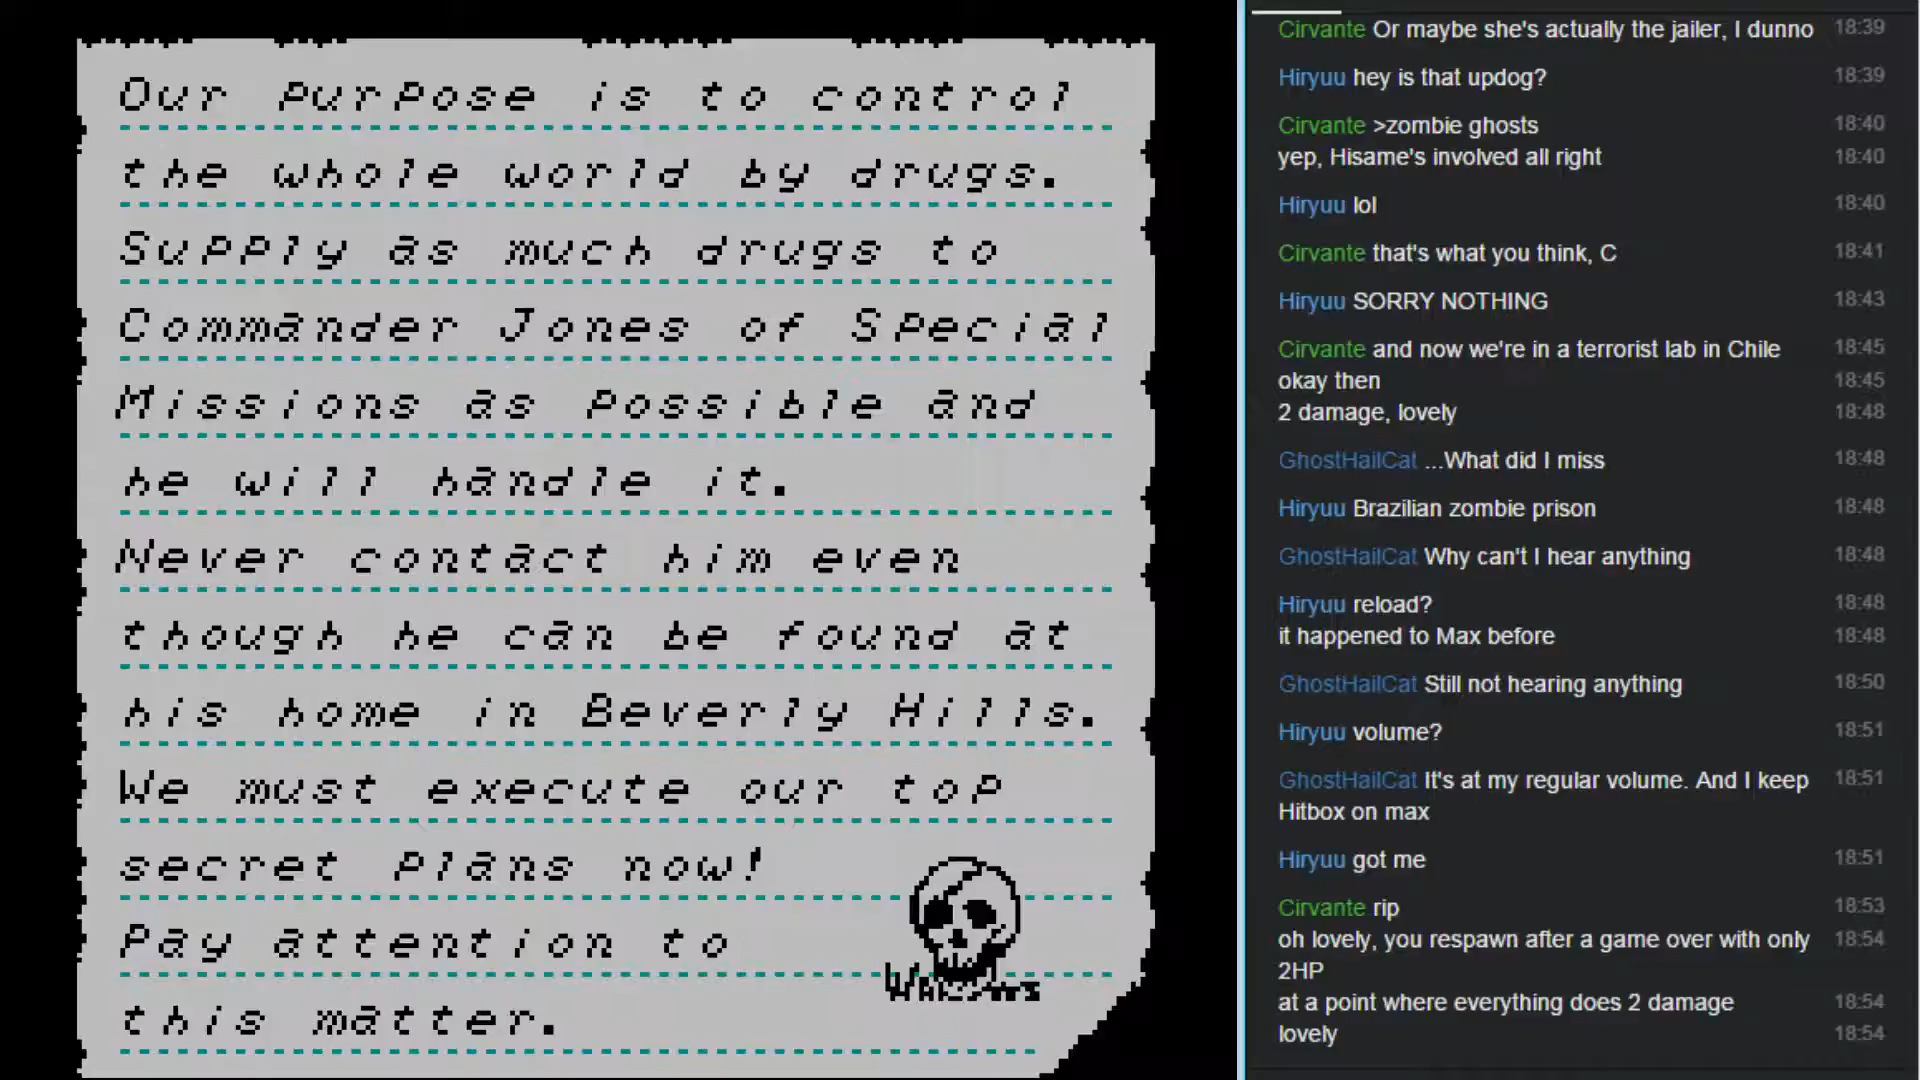 Our purpose is to control
the whole world by drugs.
Supply as much drugs to
Commander Jones of Special
Missions as possible and
he will handle it.
Never contact him even
though he can be found at
his home in Beverly Hills.
We must execute our top
secret plans now!
Pay attention to
this matter.
Cirvante Or maybe she's actually the jailer, I dunno 18:39
Hiryuu hey is that updog? 18:39
Cirvante >zombie ghosts 18:40
yep, Hisame's involved all right 18:40
Hiryuu lol 18:40
Cirvante that's what you think, C 18:41
Hiryuu SORRY NOTHING 18:43
Cirvante and now we're in a terrorist lab in Chile 18:45
okay then 18:45
2 damage, lovely 18:48
GhostHailCat ...What did I miss 18:48
Hiryuu Brazilian zombie prison 18:48
GhostHailCat Why can't I hear anything 18:48
Hiryuu reload? 18:48
it happened to Max before 18:48
GhostHailCat Still not hearing anything 18:50
Hiryuu volume? 18:51
GhostHailCat It's at my regular volume. And I keep 18:51
Hitbox on max
Hiryuu got me 18:51
Cirvante rip 18:53
oh lovely, you respawn after a game over with only 18:54
2HP
at a point where everything does 2 damage 18:54
lovely 18:54